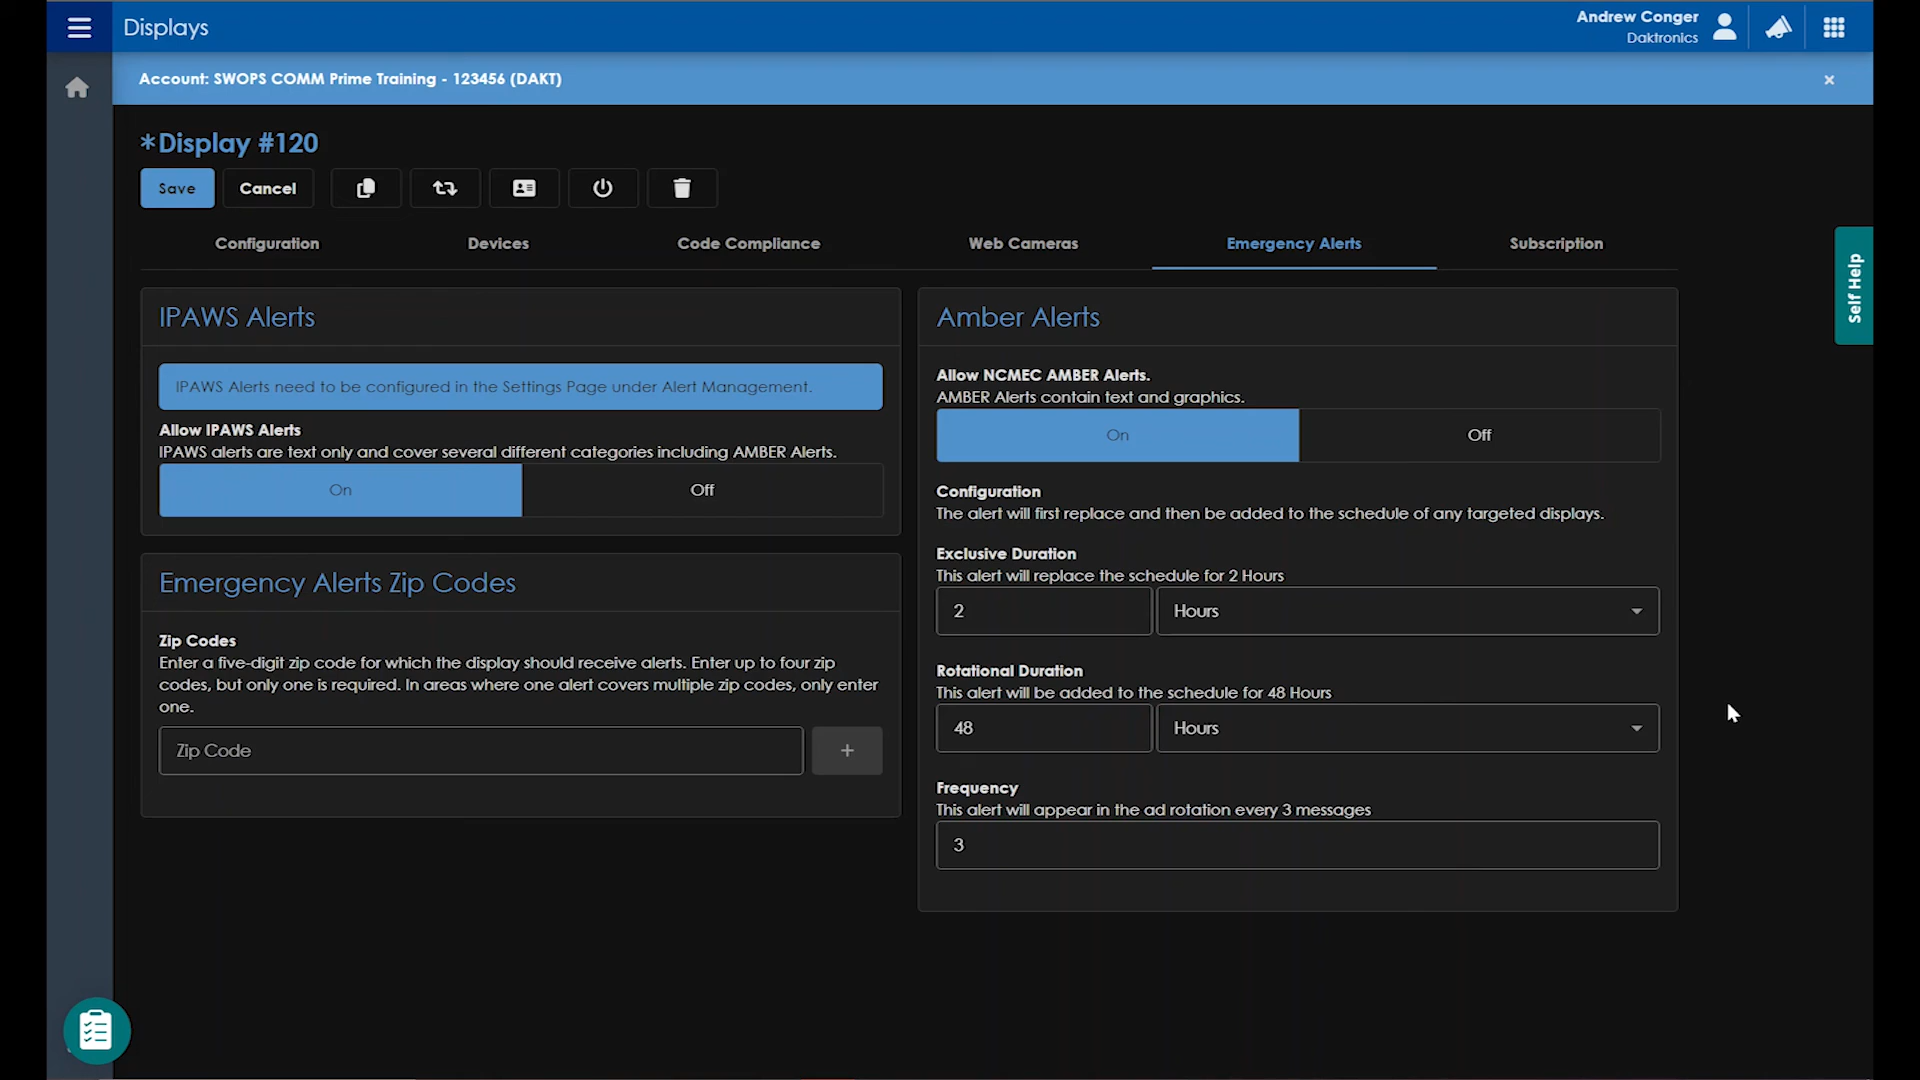 Displays
Andrew Conger
Daktronics
Account: SWOPS COMM Prime Training - 123456 (DAKT)
×
*Display #120
Save
Cancel
Configuration
Devices
Code Compliance
Web Cameras
Emergency Alerts
Subscription
Self Help
IPAWS Alerts
IPAWS Alerts need to be configured in the Settings Page under Alert Management.
Allow IPAWS Alerts
IPAWS alerts are text only and cover several different categories including AMBER Alerts.
On
Off
Emergency Alerts Zip Codes
Zip Codes
Enter a five-digit zip code for which the display should receive alerts. Enter up to four zip
codes, but only one is required. In areas where one alert covers multiple zip codes, only enter
one.
Zip Code
+
Amber Alerts
Allow NCMEC AMBER Alerts.
AMBER Alerts contain text and graphics.
On
Off
Configuration
The alert will first replace and then be added to the schedule of any targeted displays.
Exclusive Duration
This alert will replace the schedule for 2 Hours
2
Hours
Rotational Duration
This alert will be added to the schedule for 48 Hours
48
Hours
Frequency
This alert will appear in the ad rotation every 3 messages
3